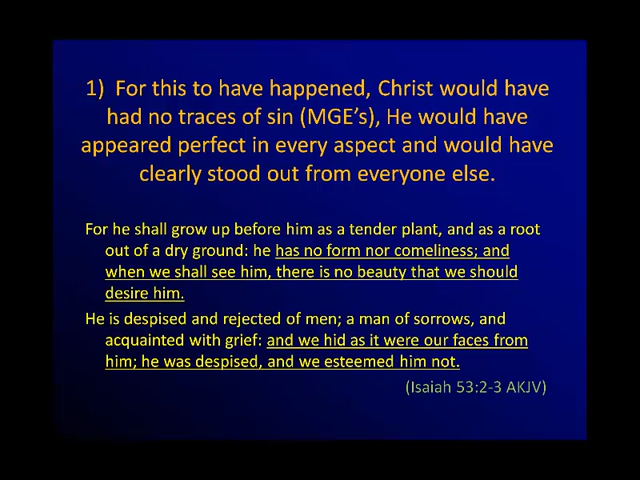 1) For this to have happened, Christ would have
had no traces of sin (MGE's), He would have
appeared perfect in every aspect and would have
clearly stood out from everyone else.
For he shall grow up before him as a tender plant, and as a root
out of a dry ground: he has no form nor comeliness; and
when we shall see him, there is no beauty that we should
desire him.
He is despised and rejected of men; a man of sorrows, and
acquainted with grief: and we hid as it were our faces from
him; he was despised, and we esteemed him not.
(Isaiah 53:2-3 AKJV)